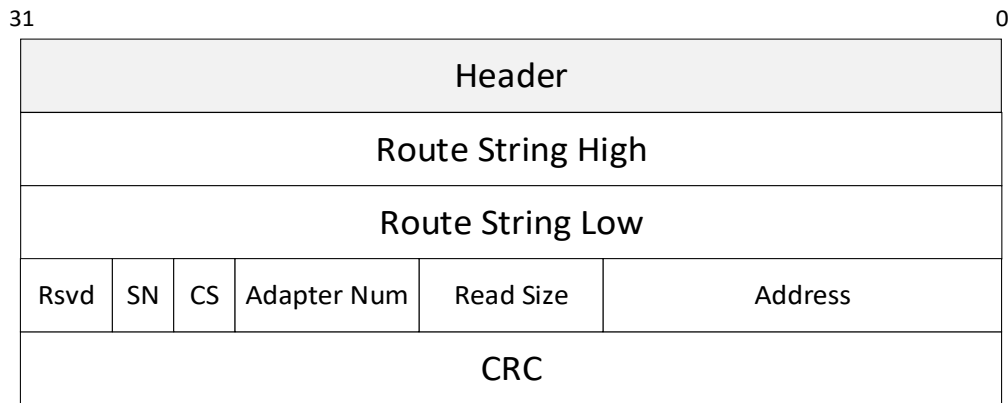 31 0
Header
Route String High
Route String Low
Rsvd SN CS Adapter Num Read Size Address
CRC